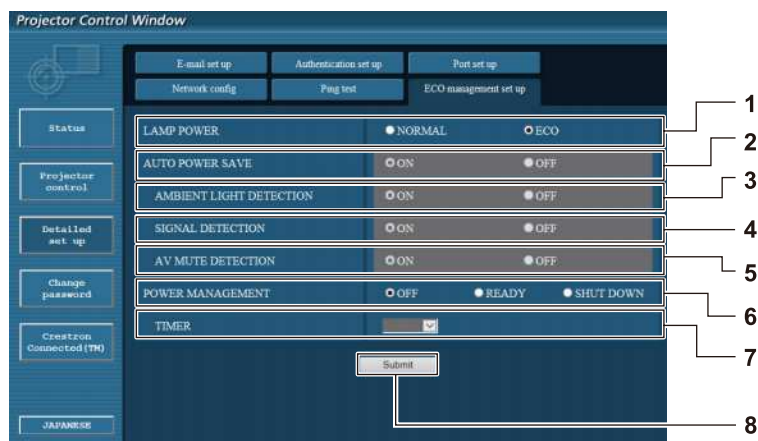 Projector Control Window
E-mail set up
Authentication set up
Port set up
Network config
Ping test
ECO management set up
Status
Projector
control
Detailed
set up
Change
password
Crestron
Connected(TM)
JAPANESE
LAMP POWER NORMAL ECO 1
AUTO POWER SAVE ON OFF 2
AMBIENT LIGHT DETECTION ON OFF 3
SIGNAL DETECTION ON OFF 4
AV MUTE DETECTION ON OFF 5
POWER MANAGEMENT OFF READY SHUT DOWN 6
TIMER 7
Submit 8